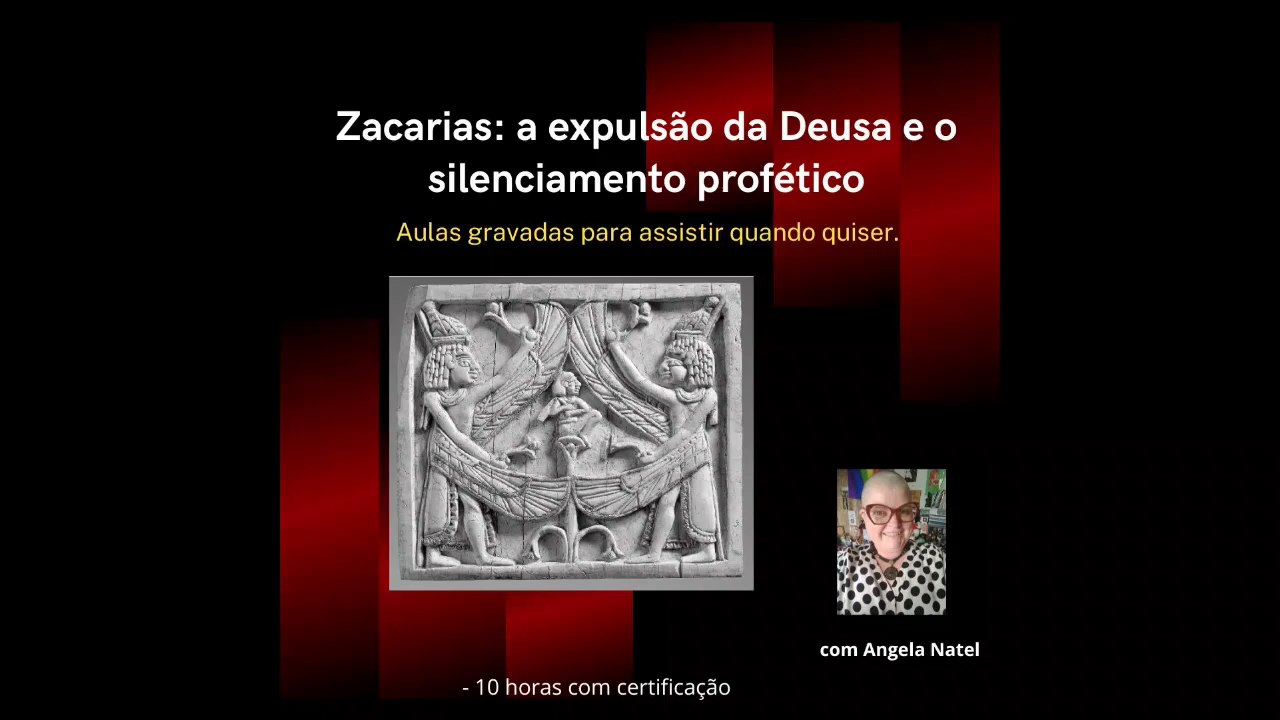 Zacarias: a expulsão da Deusa e o
silenciamento profético
Aulas gravadas para assistir quando quiser.
com Angela Natel
- 10 horas com certificação